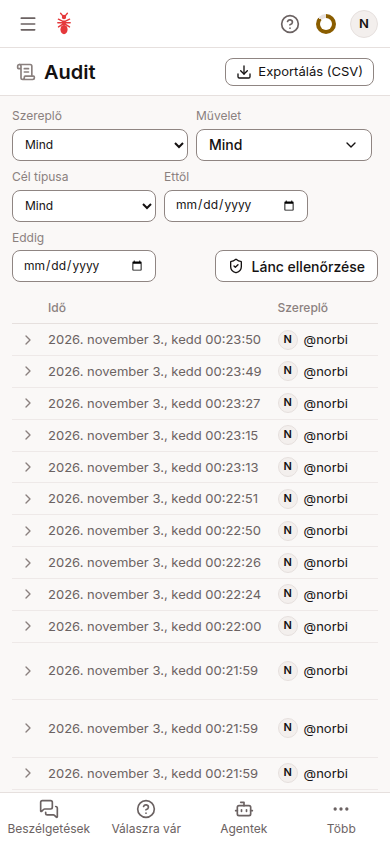 N
Audit
Exportálás (CSV)
Szereplő
Művelet
Mind
Mind
Cél típusa
Ettől
Mind
mm/dd/yyyy
Eddig
mm/dd/yyyy
Lánc ellenőrzése
Idő
Szereplő
2026. november 3., kedd 00:23:50 N @norbi
2026. november 3., kedd 00:23:49 N @norbi
2026. november 3., kedd 00:23:27 N @norbi
2026. november 3., kedd 00:23:15 N @norbi
2026. november 3., kedd 00:23:13 N @norbi
2026. november 3., kedd 00:22:51 N @norbi
2026. november 3., kedd 00:22:50 N @norbi
2026. november 3., kedd 00:22:26 N @norbi
2026. november 3., kedd 00:22:24 N @norbi
2026. november 3., kedd 00:22:00 N @norbi
2026. november 3., kedd 00:21:59 N @norbi
2026. november 3., kedd 00:21:59 N @norbi
2026. november 3., kedd 00:21:59 N @norbi
Beszélgetések
Válaszra vár
Agentek
Több